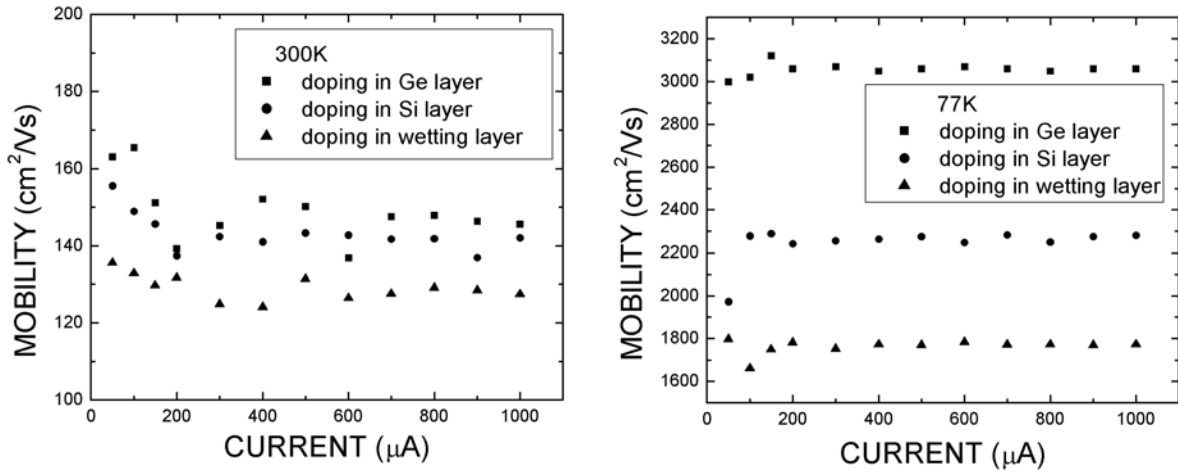 200
180
160
140
120
100
MOBILITY (cm²/Vs)
300K
doping in Ge layer
doping in Si layer
doping in wetting layer
0 200 400 600 800 1000
CURRENT (μA)
3200
3000
2800
2600
2400
2200
2000
1800
1600
MOBILITY (cm²/Vs)
77K
doping in Ge layer
doping in Si layer
doping in wetting layer
0 200 400 600 800 1000
CURRENT (μA)